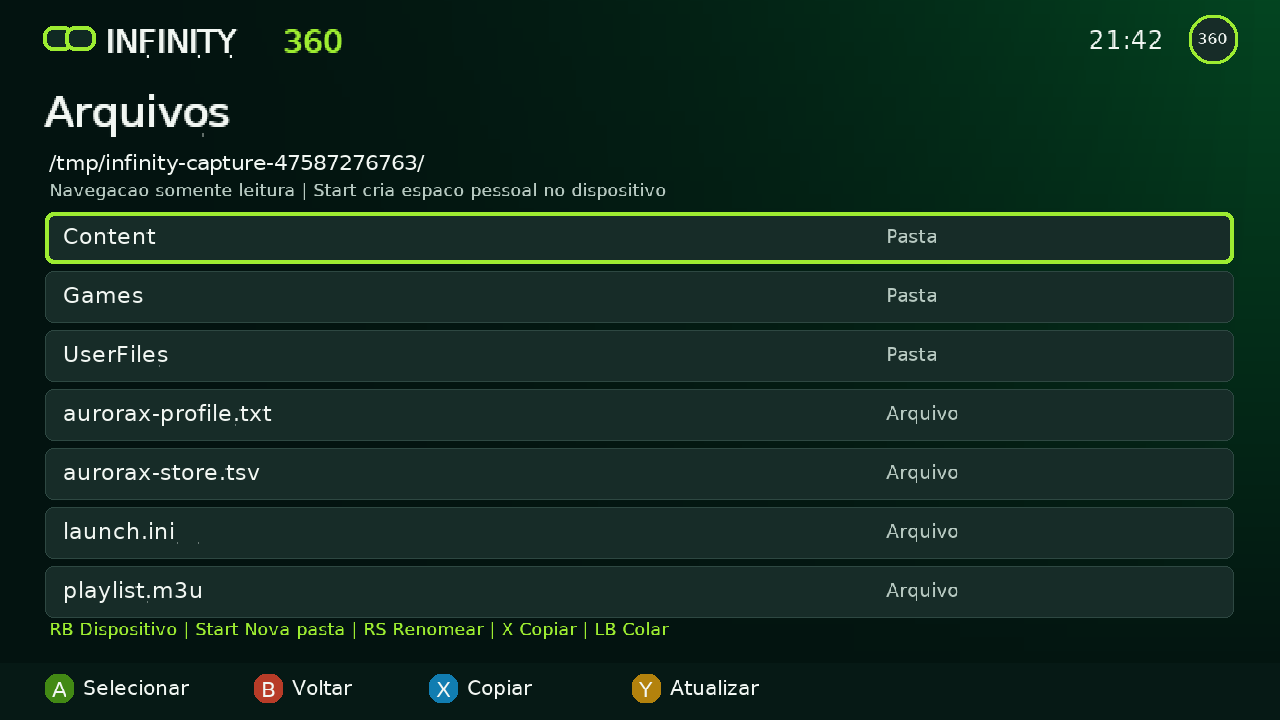 INFINITY 360
21:42
360
Arquivos
/tmp/infinity-capture-47587276763/
Navegacao somente leitura | Start cria espaco pessoal no dispositivo
Content Pasta
Games Pasta
UserFiles Pasta
aurorax-profile.txt Arquivo
aurorax-store.tsv Arquivo
launch.ini Arquivo
playlist.m3u Arquivo
RB Dispositivo | Start Nova pasta | RS Renomear | X Copiar | LB Colar
A Selecionar B Voltar X Copiar Y Atualizar